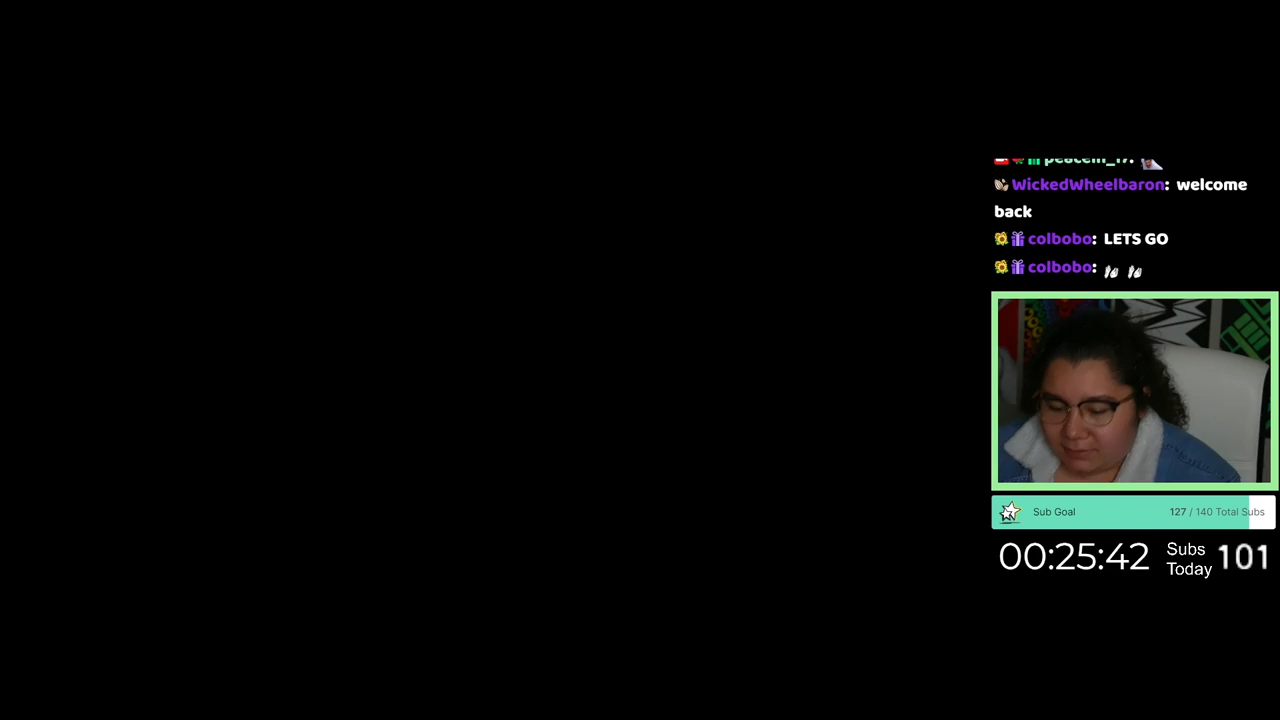 peacein_17:
WickedWheelbaron: welcome
back
colbobo: LETS GO
colbobo:
Sub Goal 127 / 140 Total Subs
00:25:42 Subs Today 101